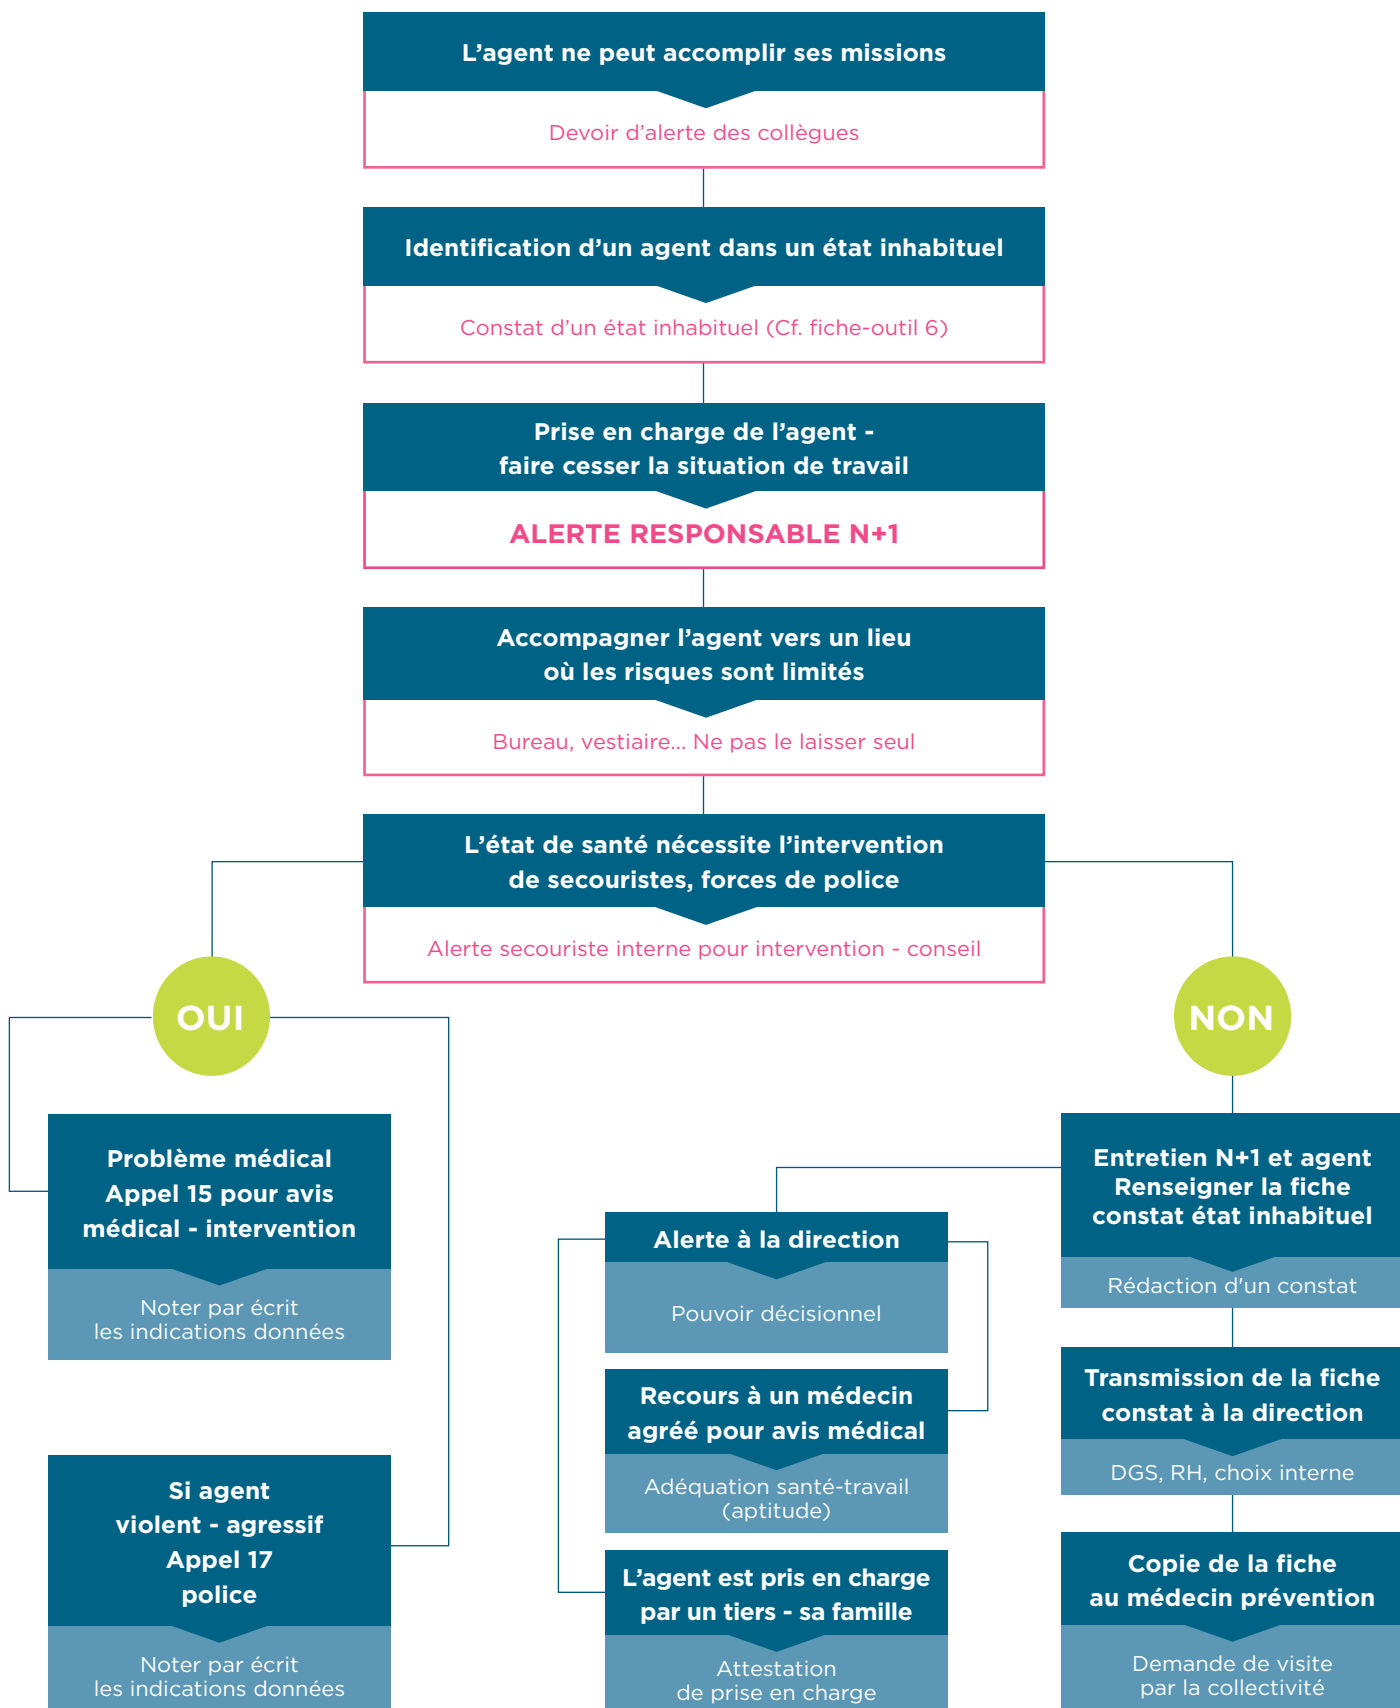 L’agent ne peut accomplir ses missions
Devoir d’alerte des collègues
Identification d’un agent dans un état inhabituel
Constat d’un état inhabituel (Cf. fiche-outil 6)
Prise en charge de l’agent -
faire cesser la situation de travail
ALERTE RESPONSABLE N+1
Accompagner l’agent vers un lieu
où les risques sont limités
Bureau, vestiaire... Ne pas le laisser seul
L’état de santé nécessite l’intervention
de secouristes, forces de police
Alerte secouriste interne pour intervention - conseil
OUI
Problème médical
Appel 15 pour avis
médical - intervention
Noter par écrit
les indications données
Si agent
violent - agressif
Appel 17
police
Noter par écrit
les indications données
NON
Entretien N+1 et agent
Renseigner la fiche
constat état inhabituel
Rédaction d'un constat
Alerte à la direction
Pouvoir décisionnel
Recours à un médecin
agréé pour avis médical
Adéquation santé-travail
(aptitude)
L’agent est pris en charge
par un tiers - sa famille
Attestation
de prise en charge
Transmission de la fiche
constat à la direction
DGS, RH, choix interne
Copie de la fiche
au médecin prévention
Demande de visite
par la collectivité